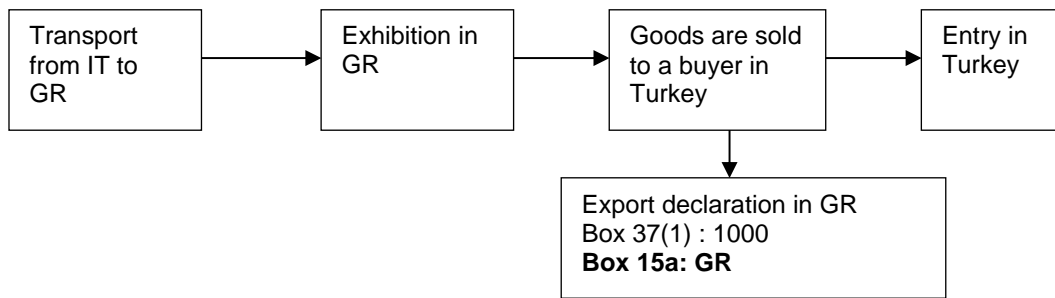 Transport
from IT to
GR
Exhibition in
GR
Goods are sold
to a buyer in
Turkey
Entry in
Turkey
Export declaration in GR
Box 37(1) : 1000
Box 15a: GR